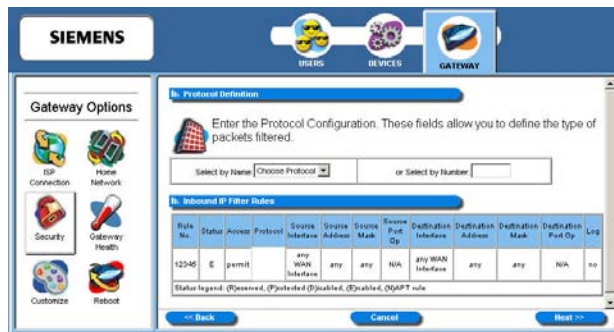 SIEMENS
USERS
DEVICES
GATEWAY
Gateway Options
ISP Connection
Home Network
Security
Gateway Health
Customize
Reboot
Protocol Definition
Enter the Protocol Configuration. These fields allow you to define the type of
packets filtered.
Select by Name Choose Protocol or Select by Number
Inbound IP Filter Rules
Rule No. Status Access Protocol Source Interface Source Address Source Mask Source Port Op Destination Interface Destination Address Destination Mask Destination Port Op Log
12345 E permit any WAN Interface any any N/A any WAN Interface any any N/A no
Status legend: (R)eserved, (P)rotected (D)isabled, (E)nabled, (N)APT rule
<< Back
Cancel
Next >>